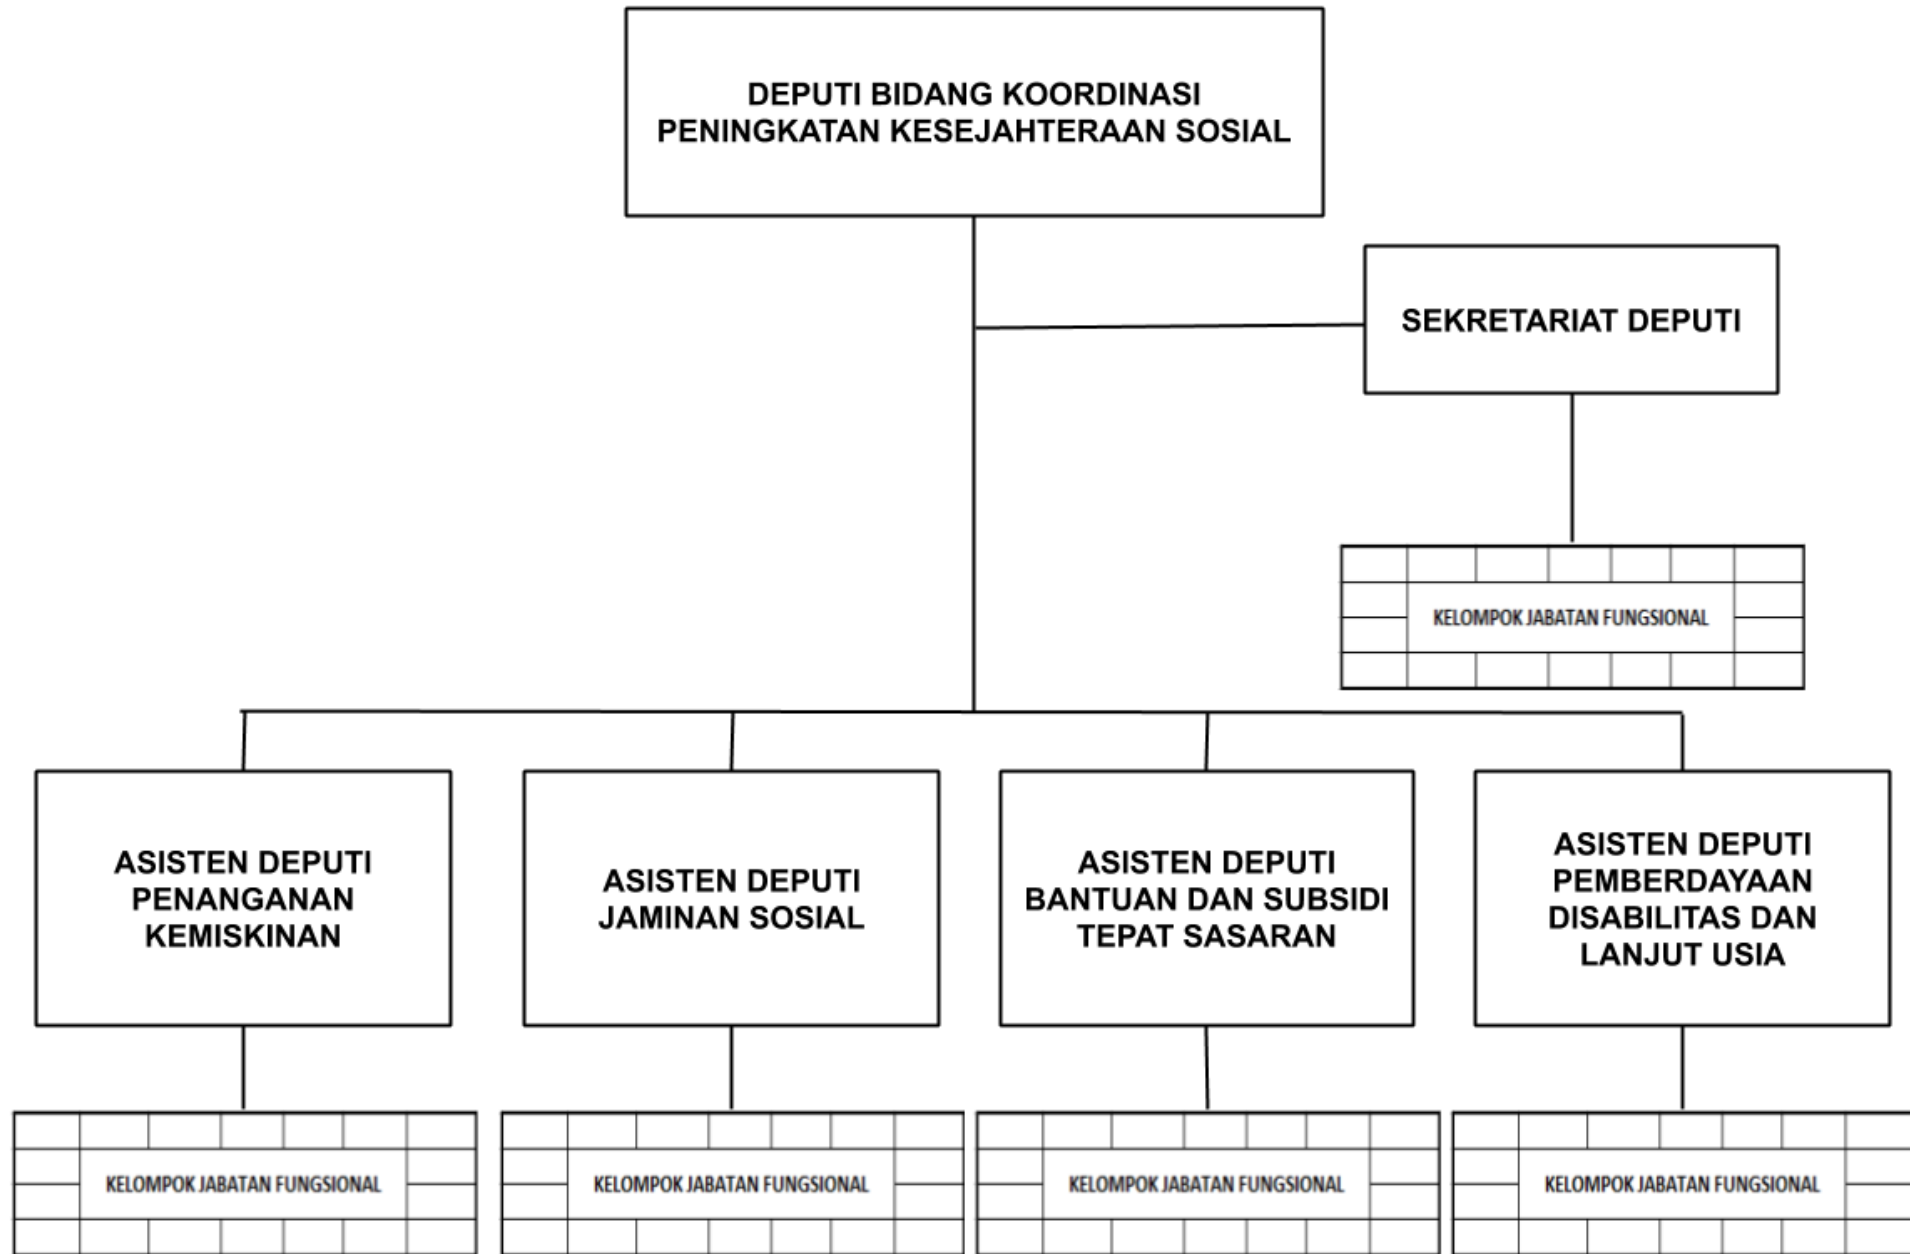 DEPUTI BIDANG KOORDINASI
PENINGKATAN KESEJAHTERAAN SOSIAL
SEKRETARIAT DEPUTI
KELOMPOK JABATAN FUNGSIONAL
ASISTEN DEPUTI
PENANGANAN
KEMISKINAN
ASISTEN DEPUTI
JAMINAN SOSIAL
ASISTEN DEPUTI
BANTUAN DAN SUBSIDI
TEPAT SASARAN
ASISTEN DEPUTI
PEMBERDAYAAN
DISABILITAS DAN
LANJUT USIA
KELOMPOK JABATAN FUNGSIONAL
KELOMPOK JABATAN FUNGSIONAL
KELOMPOK JABATAN FUNGSIONAL
KELOMPOK JABATAN FUNGSIONAL